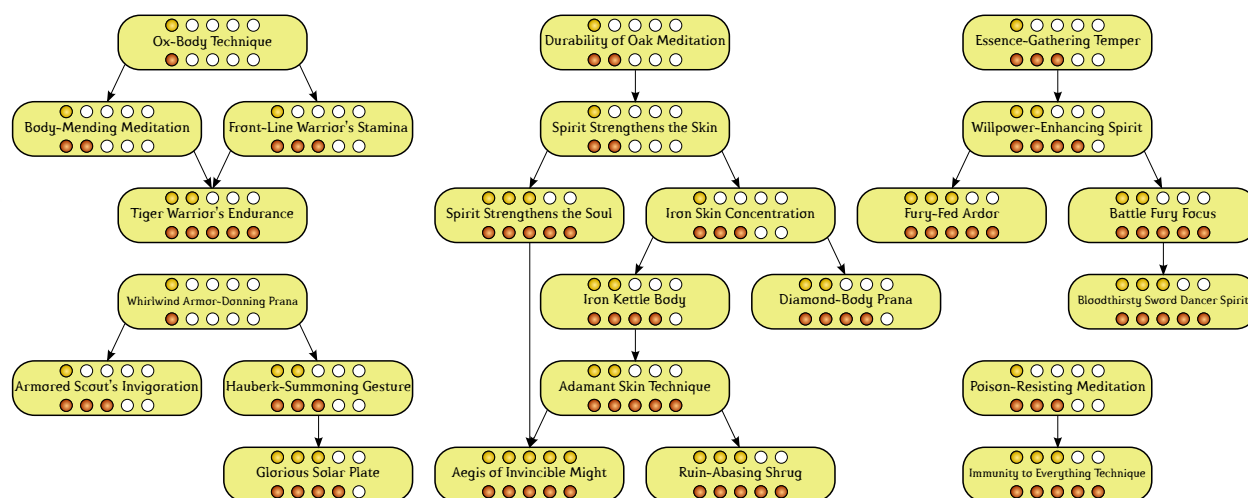 Ox-Body Technique
Durability of Oak Meditation
Essence-Gathering Temper
Body-Mending Meditation
Front-Line Warrior's Stamina
Spirit Strengthens the Skin
Willpower-Enhancing Spirit
Tiger Warrior's Endurance
Spirit Strengthens the Soul
Iron Skin Concentration
Fury-Fed Ardor
Battle Fury Focus
Whirlwind Armor-Donning Prana
Iron Kettle Body
Diamond-Body Prana
Bloodthirsty Sword Dancer Spirit
Armored Scout's Invigoration
Hauberk-Summoning Gesture
Adamant Skin Technique
Poison-Resisting Meditation
Glorious Solar Plate
Aegis of Invincible Might
Ruin-Abasing Shrug
Immunity to Everything Technique